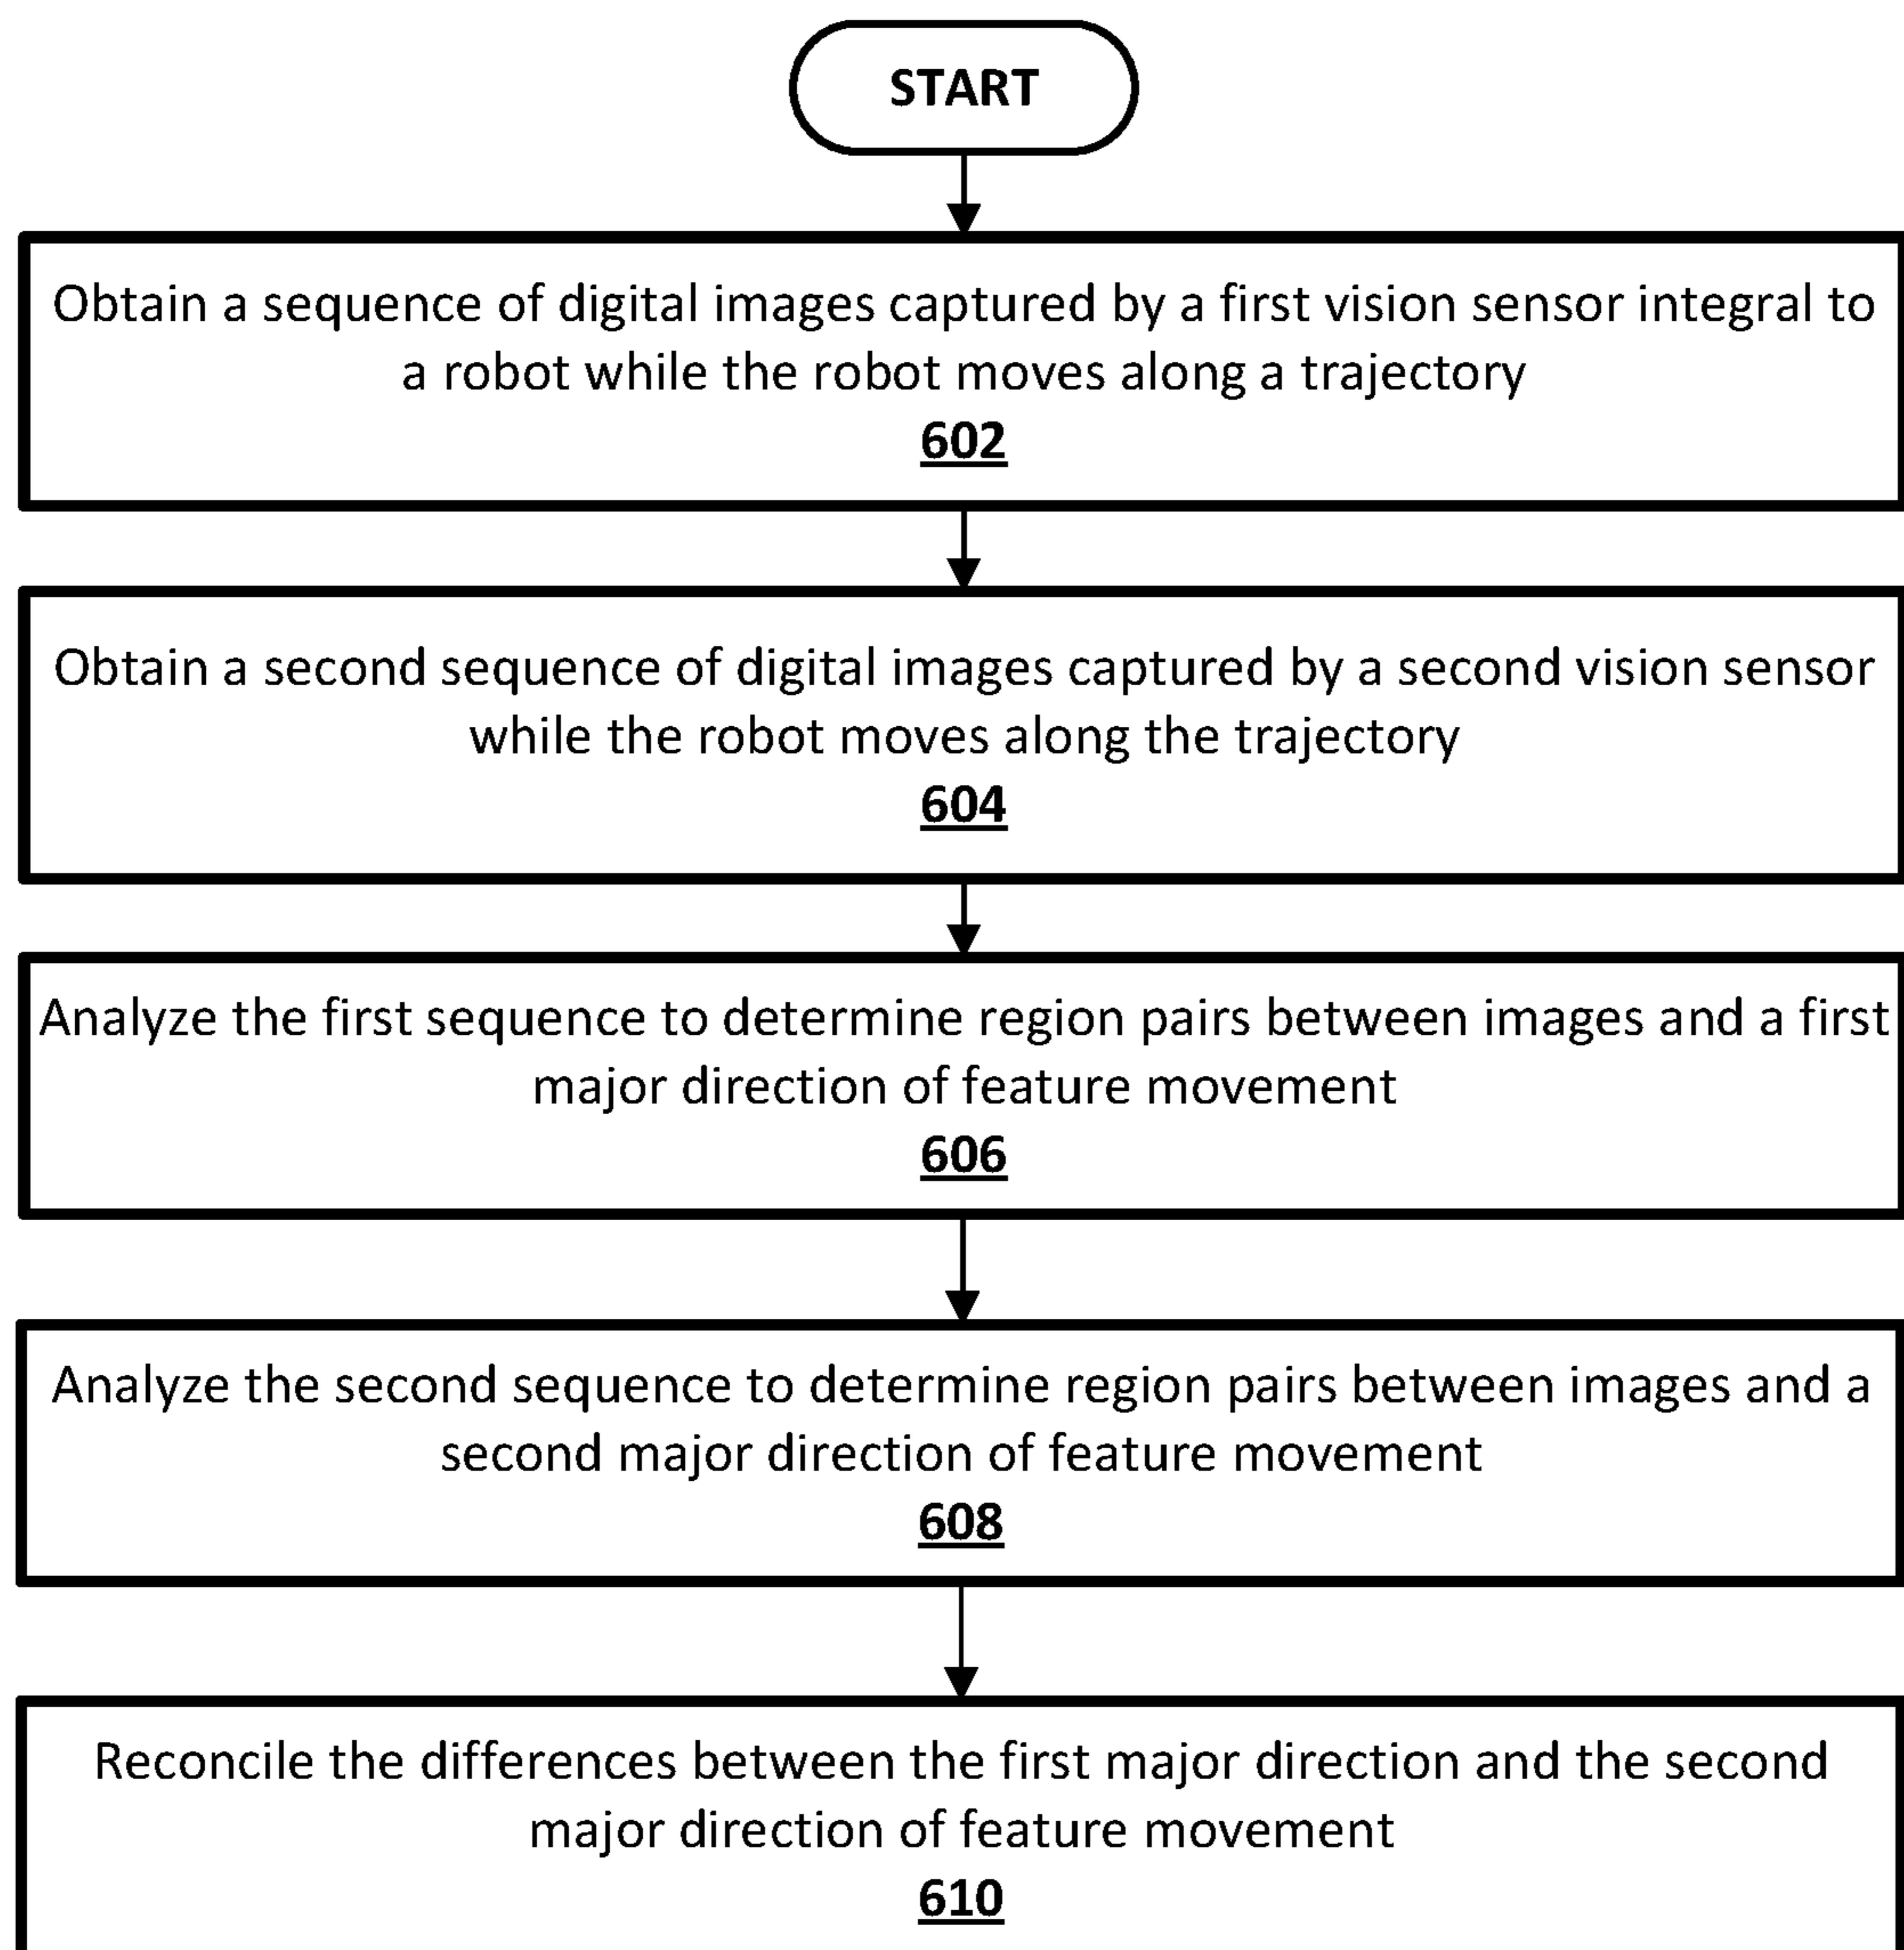 START
Obtain a sequence of digital images captured by a first vision sensor integral to
a robot while the robot moves along a trajectory
602
Obtain a second sequence of digital images captured by a second vision sensor
while the robot moves along the trajectory
604
Analyze the first sequence to determine region pairs between images and a first
major direction of feature movement
606
Analyze the second sequence to determine region pairs between images and a
second major direction of feature movement
608
Reconcile the differences between the first major direction and the second
major direction of feature movement
610